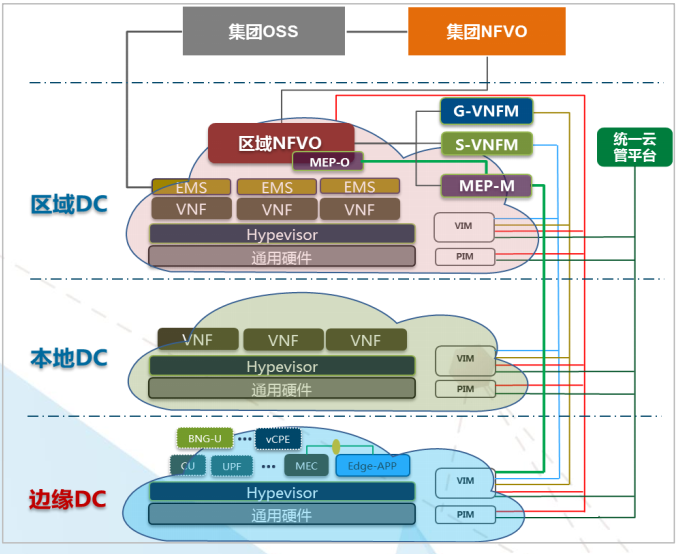 集团OSS
集团NFVO
G-VNFM
区域NFVO
S-VNFM
统一云
管平台
MEP-O
MEP-M
EMS EMS EMS
区域DC
VNF VNF VNF
VIM
Hypevisor
通用硬件
PIM
VNF VNF VNF
本地DC
VIM
Hypevisor
通用硬件
PIM
BNG-U ••• vCPE
CU UPF ••• MEC Edge-APP
VIM
边缘DC
Hypevisor
通用硬件
PIM